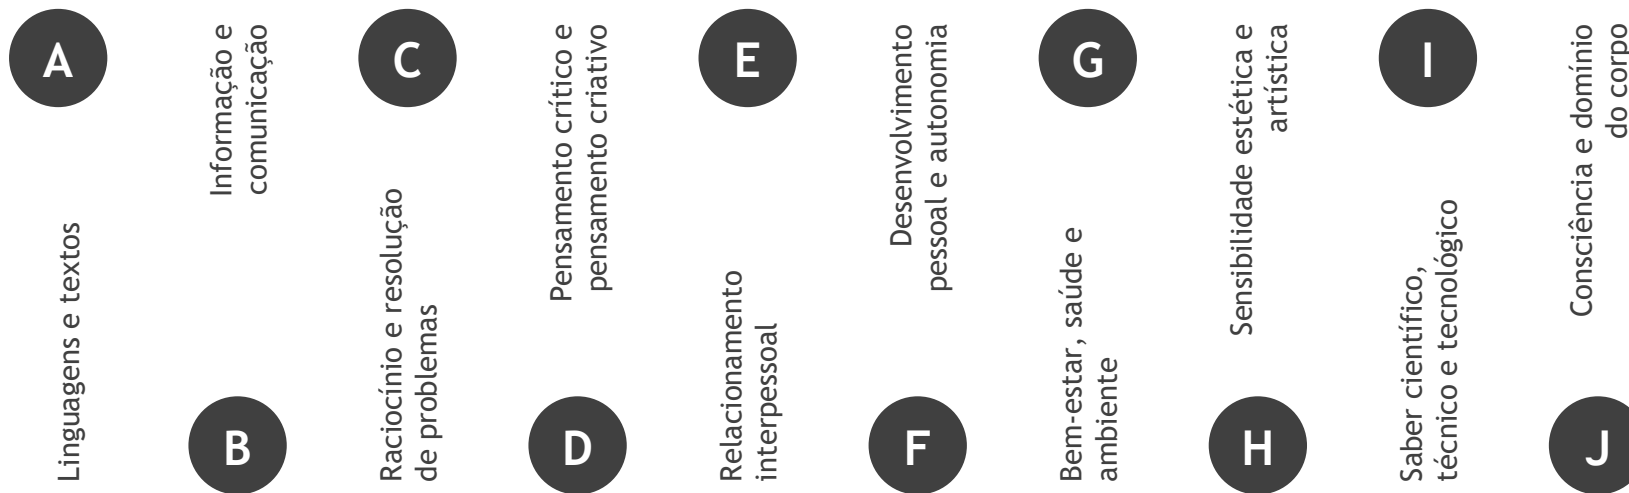 A
Linguagens e textos
Informação e
comunicação
B
C
Raciocínio e resolução
de problemas
Pensamento crítico e
pensamento criativo
D
E
Relacionamento
interpessoal
Desenvolvimento
pessoal e autonomia
F
G
Bem-estar, saúde e
ambiente
Sensibilidade estética e
artística
H
I
Saber científico,
técnico e tecnológico
Consciência e domínio
do corpo
J